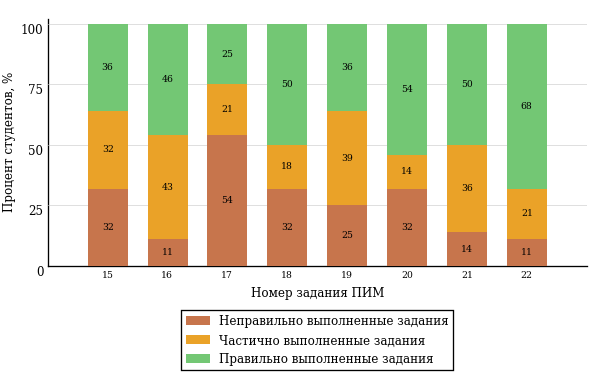 Процент студентов, %
100
75
50
25
0
36 46 25 50 36 54 50 68
32 43 21 18 39 14 36 21
32 11 54 32 25 32 14 11
15 16 17 18 19 20 21 22
Номер задания ПИМ
Неправильно выполненные задания
Частично выполненные задания
Правильно выполненные задания